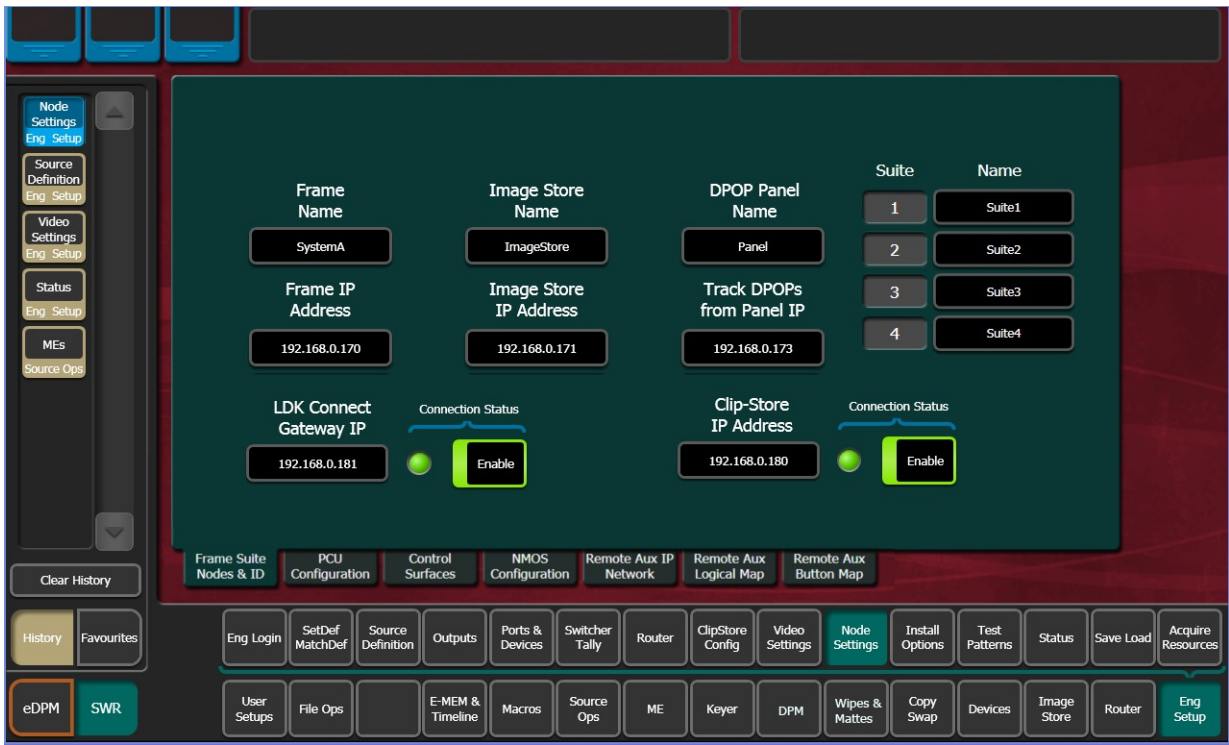 Node
Settings
Eng Setup
Source
Definition
Eng Setup
Video
Settings
Eng Setup
Status
Eng Setup
MEs
Source Ops
Clear History
History
Favourites
eDPM
SWR
Frame
Name
SystemA
Image Store
Name
ImageStore
DPOP Panel
Name
Panel
Suite
Name
1
Suite1
2
Suite2
3
Suite3
4
Suite4
Frame IP
Address
192.168.0.170
Image Store
IP Address
192.168.0.171
Track DPOPs
from Panel IP
192.168.0.173
LDK Connect
Gateway IP
192.168.0.181
Connection Status
Enable
Clip-Store
IP Address
192.168.0.180
Connection Status
Enable
Frame Suite
Nodes & ID
PCU
Configuration
Control
Surfaces
NMOS
Configuration
Remote Aux IP
Network
Remote Aux
Logical Map
Remote Aux
Button Map
Eng Login
SetDef
MatchDef
Source
Definition
Outputs
Ports &
Devices
Switcher
Tally
Router
ClipStore
Config
Video
Settings
Node
Settings
Install
Options
Test
Patterns
Status
Save Load
Acquire
Resources
User
Setups
File Ops
E-MEM &
Timeline
Macros
Source
Ops
ME
Keyer
DPM
Wipes &
Mattes
Copy
Swap
Devices
Image
Store
Router
Eng
Setup